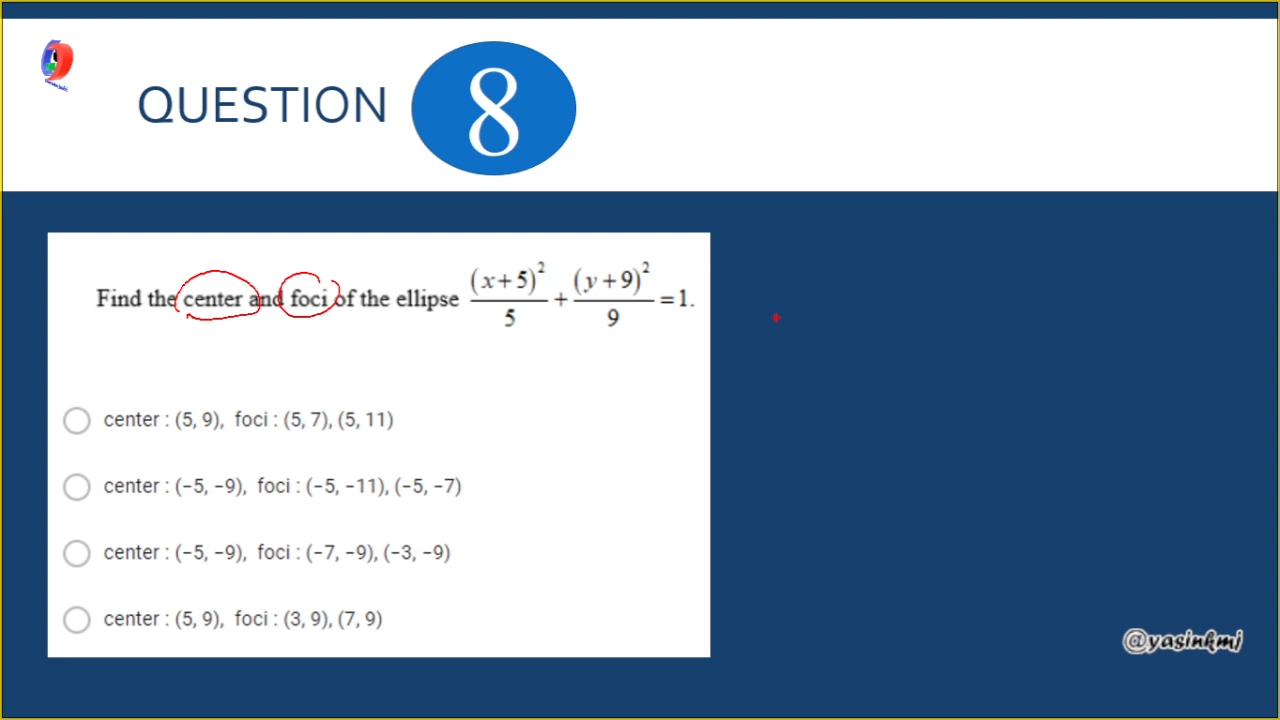 QUESTION 8
Find the center and foci of the ellipse (x+5)²/5 + (y+9)²/9 = 1.
center : (5, 9), foci : (5, 7), (5, 11)
center : (−5, −9), foci : (−5, −11), (−5, −7)
center : (−5, −9), foci : (−7, −9), (−3, −9)
center : (5, 9), foci : (3, 9), (7, 9)
@yasinkmj